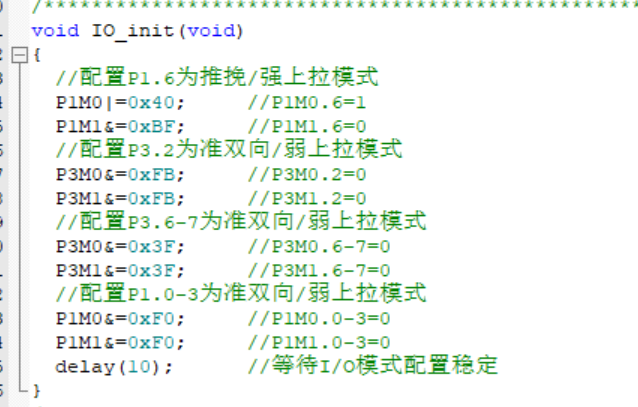 /****************************************************
void IO_init(void)
{
//配置P1.6为推挽/强上拉模式
P1M0|=0x40; //P1M0.6=1
P1M1&=0xBF; //P1M1.6=0
//配置P3.2为准双向/弱上拉模式
P3M0&=0xFB; //P3M0.2=0
P3M1&=0xFB; //P3M1.2=0
//配置P3.6-7为准双向/弱上拉模式
P3M0&=0x3F; //P3M0.6-7=0
P3M1&=0x3F; //P3M1.6-7=0
//配置P1.0-3为准双向/弱上拉模式
P1M0&=0xF0; //P1M0.0-3=0
P1M1&=0xF0; //P1M1.0-3=0
delay(10); //等待I/O模式配置稳定
}